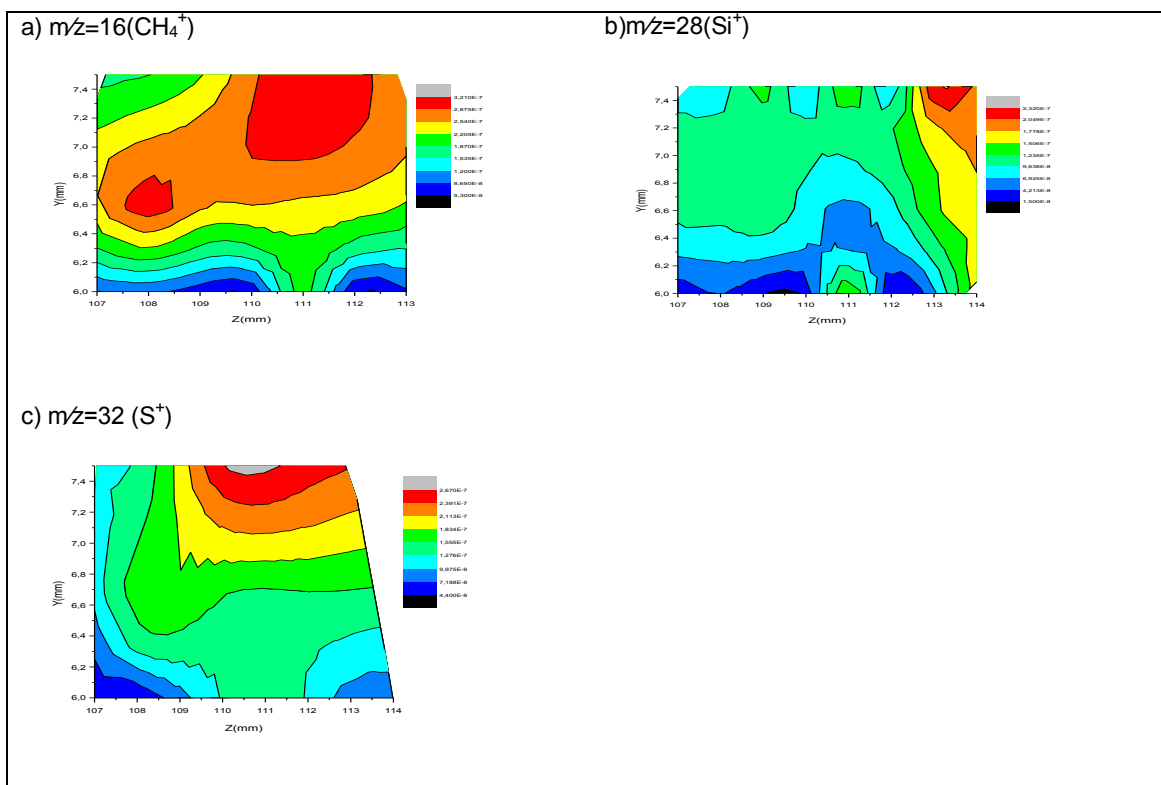 a) m/z=16(CH₄⁺)
b)m/z=28(Si⁺)
7,4
7,2
7,0
6,8
6,6
6,4
6,2
6,0
Y(mm)
107 108 109 110 111 112 113
Z(mm)
3,210E-7
2,875E-7
2,540E-7
2,205E-7
1,870E-7
1,535E-7
1,200E-7
8,650E-8
5,300E-8
7,4
7,2
7,0
6,8
6,6
6,4
6,2
6,0
Y(mm)
107 108 109 110 111 112 113 114
Z(mm)
2,320E-7
2,049E-7
1,778E-7
1,506E-7
1,235E-7
9,638E-8
6,925E-8
4,213E-8
1,500E-8
c) m/z=32 (S⁺)
7,4
7,2
7,0
6,8
6,6
6,4
6,2
6,0
Y(mm)
107 108 109 110 111 112 113 114
Z(mm)
2,670E-7
2,391E-7
2,113E-7
1,834E-7
1,555E-7
1,276E-7
9,975E-8
7,188E-8
4,400E-8